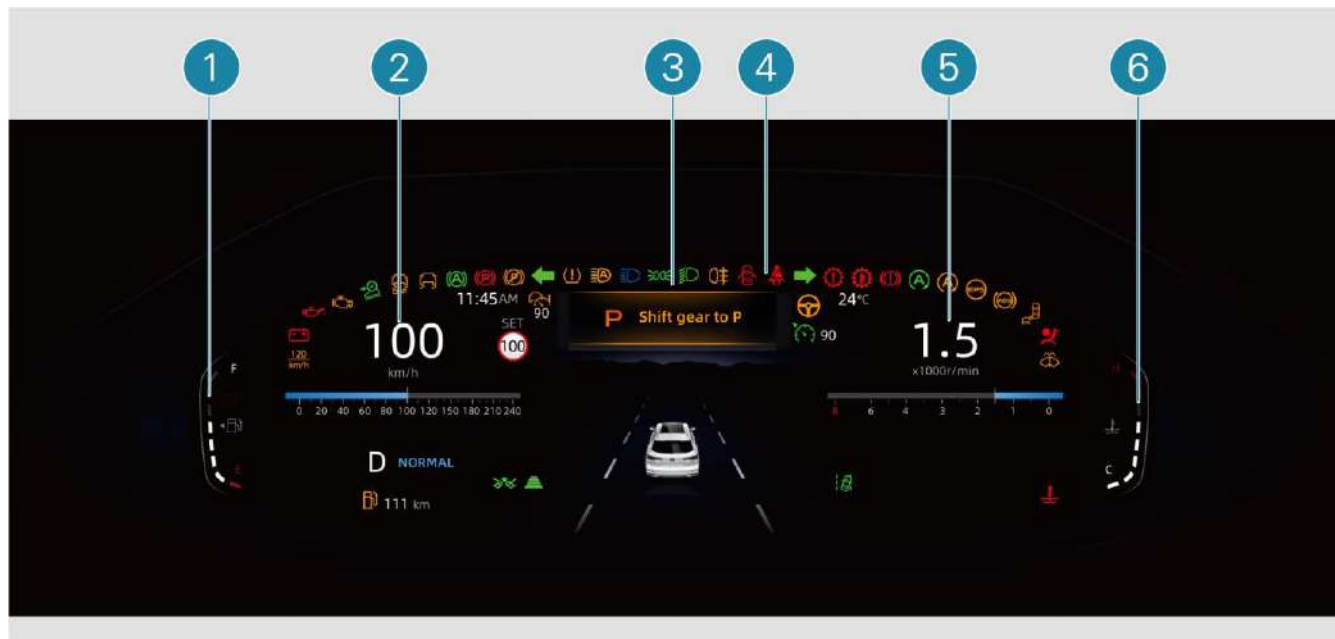 1 2 3 4 5 6
11:45AM
90
P Shift gear to P
24°C
120
km/h
F
100
km/h
SET
100
90
1.5
x1000r/min
H
0 20 40 60 80 100 120 150 180 210 240
8 6 4 3 2 1 0
E
D NORMAL
C
111 km